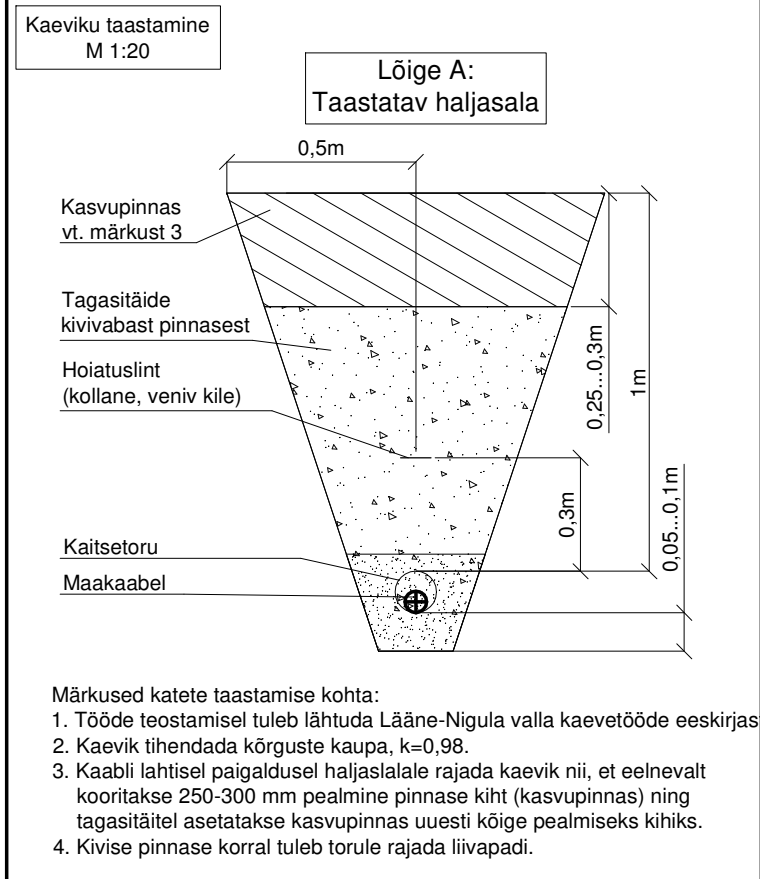 Kaeviku taastamine
M 1:20
Lõige A:
Taastatav haljasala
0,5m
Kasvupinnas
vt. märkust 3
Tagasitäide
kivivabast pinnasest
Hoiatuslint
(kollane, veniv kile)
Kaitsetoru
Maakaabel
0,25...0,3m
1m
0,3m
0,05...0,1m
Märkused katete taastamise kohta:
1. Tööde teostamisel tuleb lähtuda Lääne-Nigula valla kaevetööde eeskirjas
2. Kaevik tihendada kõrguste kaupa, k=0,98.
3. Kaabli lahtisel paigaldusel haljaslalale rajada kaevik nii, et eelnevalt
kooritakse 250-300 mm pealmine pinnase kiht (kasvupinnas) ning
tagasitäitel asetatakse kasvupinnas uuesti kõige pealmiseks kihiks.
4. Kivise pinnase korral tuleb torule rajada liivapadi.